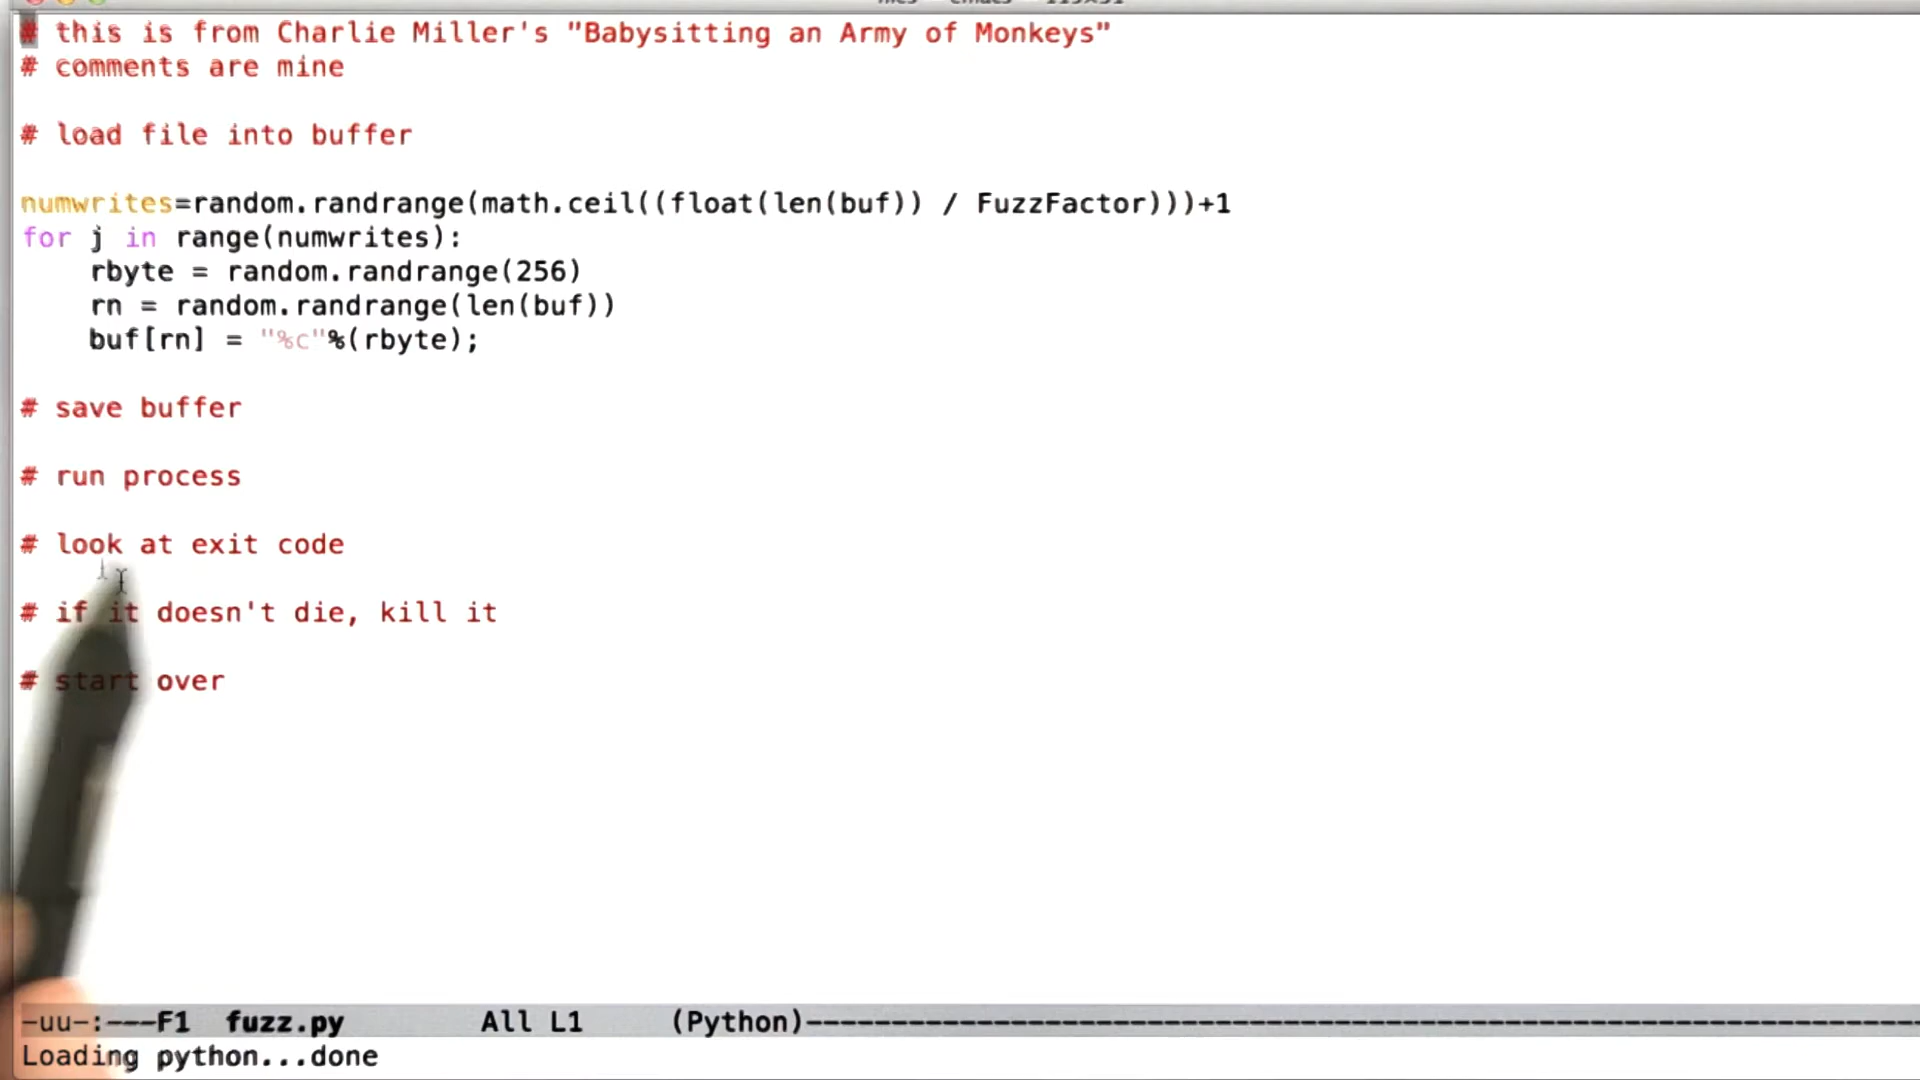 # this is from Charlie Miller's "Babysitting an Army of Monkeys"
# comments are mine
# load file into buffer
numwrites=random.randrange(math.ceil((float(len(buf)) / FuzzFactor)))+1
for j in range(numwrites):
    rbyte = random.randrange(256)
    rn = random.randrange(len(buf))
    buf[rn] = "%c"%(rbyte);
# save buffer
# run process
# look at exit code
# if it doesn't die, kill it
# start over
-uu-:---F1  fuzz.py        All L1     (Python)------------------------------------------------------------------
Loading python...done